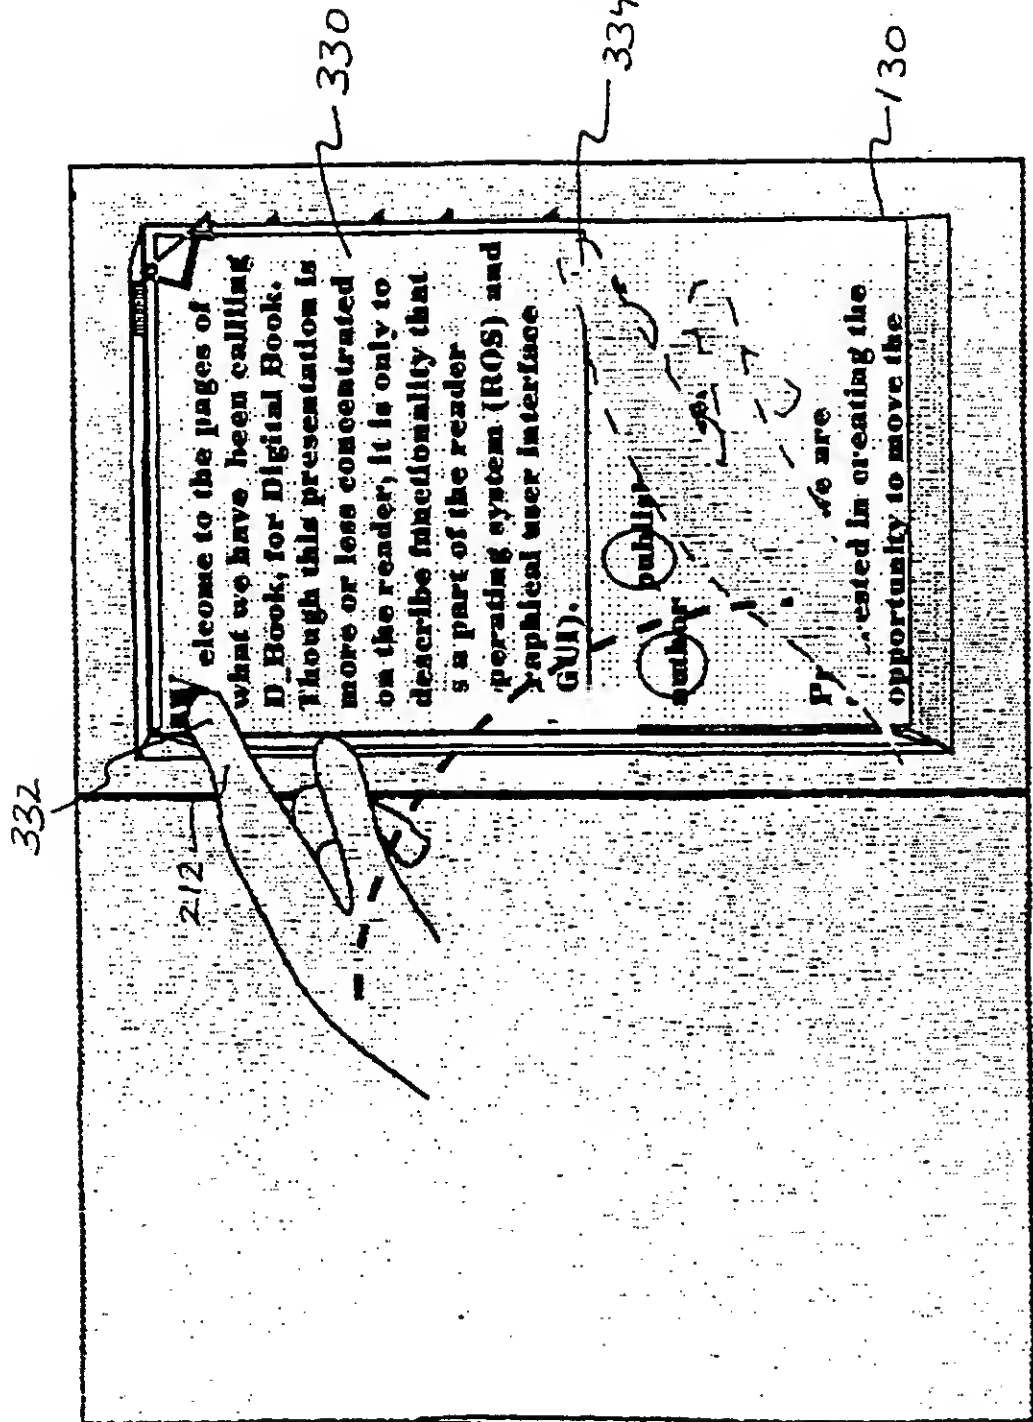 332
212
330
334
130
elcome to the pages of
what we have been callling
D_Book, for Digital Book.
Though this presentation is
more or less concentrated
on the reader, it is only to
describe functionality that
s a part of the reader
perating system (ROS) and
raphical user interface
GUI).
author publi
Pr
e are
ested in creating the
opportunity to move the